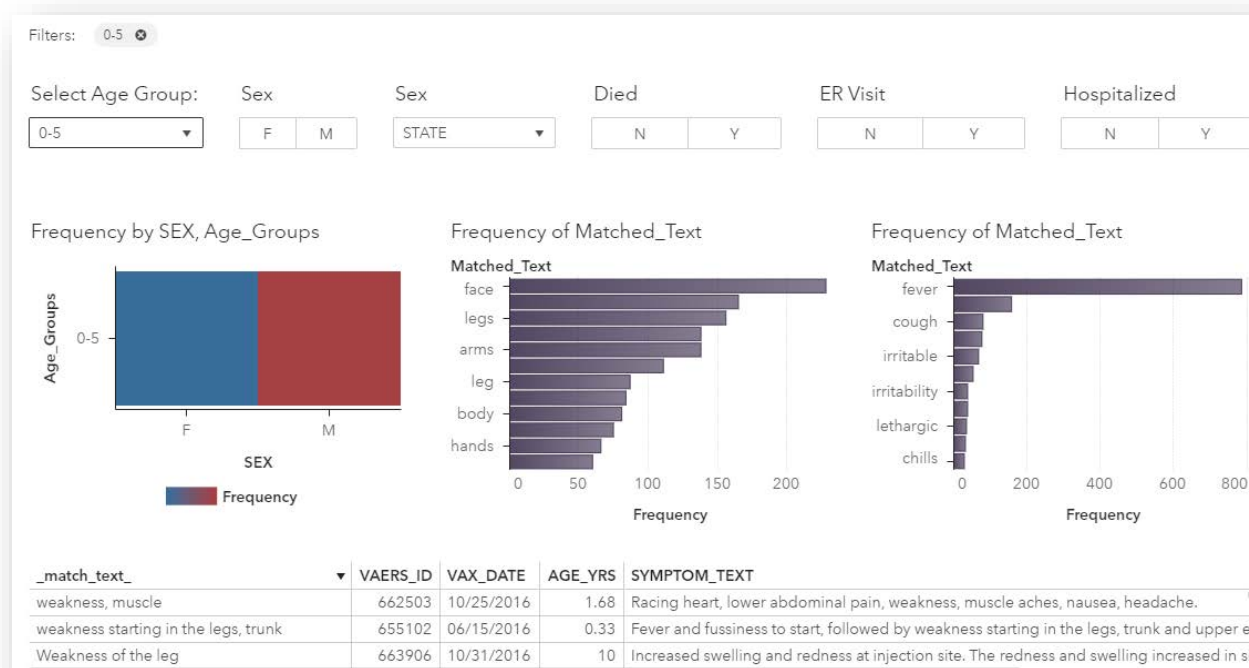 Filters: 0-5
Select Age Group: Sex Sex Died ER Visit Hospitalized
0-5 F M STATE N Y N Y N Y
Frequency by SEX, Age_Groups
Age_Groups
0-5
F M
SEX
Frequency
Frequency of Matched_Text
Matched_Text
face
legs
arms
leg
body
hands
0 50 100 150 200
Frequency
Frequency of Matched_Text
Matched_Text
fever
cough
irritable
irritability
lethargic
chills
0 200 400 600 800
Frequency
_match_text_ VAERS_ID VAX_DATE AGE_YRS SYMPTOM_TEXT
weakness, muscle 662503 10/25/2016 1.68 Racing heart, lower abdominal pain, weakness, muscle aches, nausea, headache.
weakness starting in the legs, trunk 655102 06/15/2016 0.33 Fever and fussiness to start, followed by weakness starting in the legs, trunk and upper e
Weakness of the leg 663906 10/31/2016 10 Increased swelling and redness at injection site. The redness and swelling increased in s